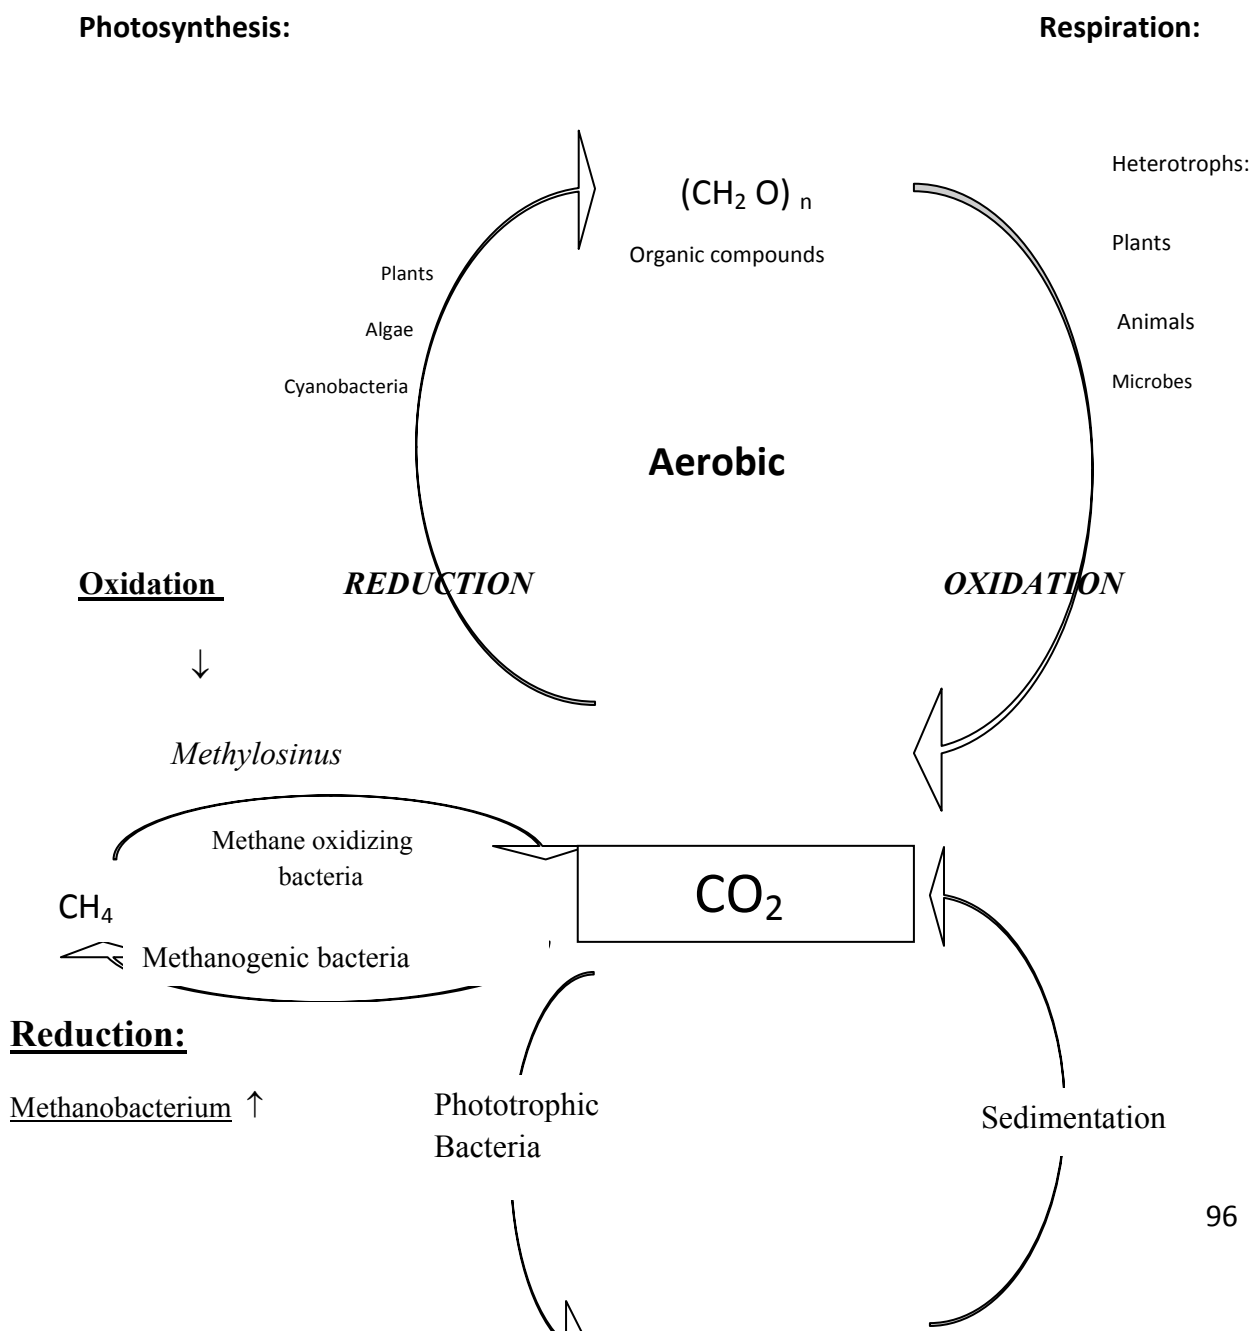 Photosynthesis:
Respiration:
Heterotrophs:
(CH₂ O) ₙ
Plants
Organic compounds
Plants
Animals
Algae
Microbes
Cyanobacteria
Aerobic
Oxidation
REDUCTION
OXIDATION
↓
Methylosinus
Methane oxidizing
bacteria
CO₂
CH₄
Methanogenic bacteria
Reduction:
Methanobacterium ↑
Phototrophic
Bacteria
Sedimentation
96